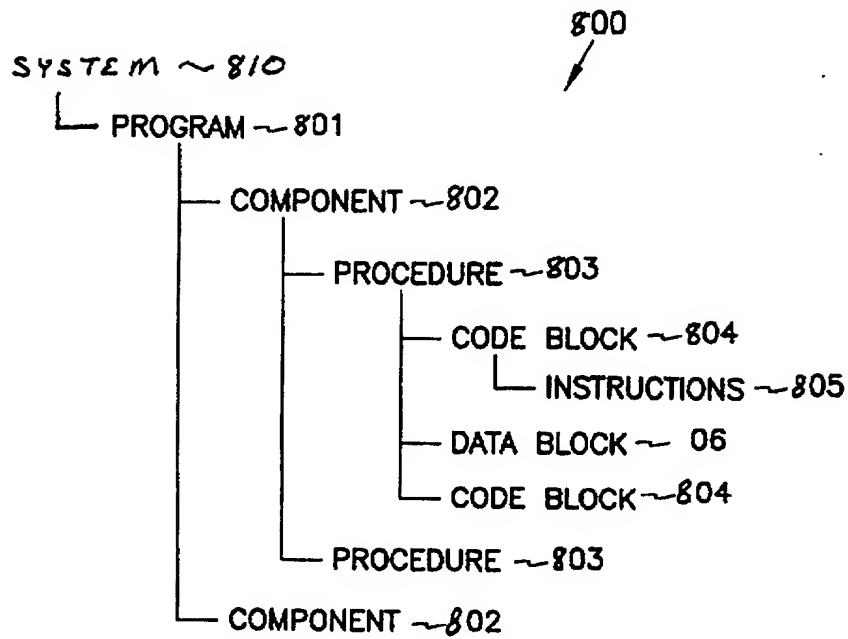 800
SYSTEM ~ 810
PROGRAM ~ 801
COMPONENT ~ 802
PROCEDURE ~ 803
CODE BLOCK ~ 804
INSTRUCTIONS ~ 805
DATA BLOCK ~ 06
CODE BLOCK ~ 804
PROCEDURE ~ 803
COMPONENT ~ 802